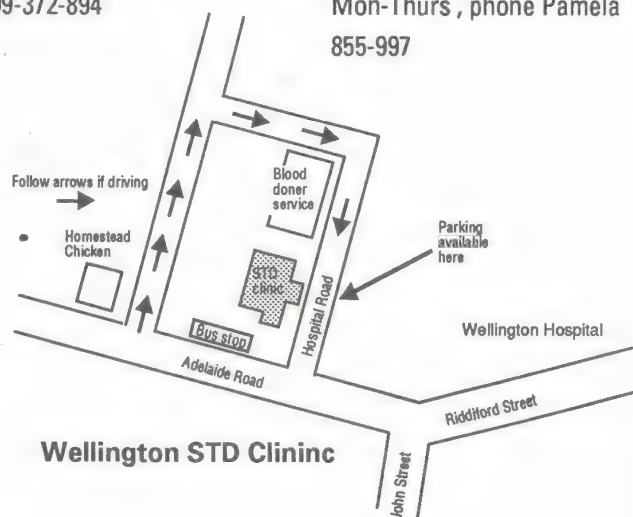 09-372-894
Mon-Thurs, phone Pamela
855-997
Follow arrows if driving
Blood
doner
service
Homestead
Chicken
Parking
available
here
STD
clinic
Hospital Road
Wellington Hospital
Bus stop
Adelaide Road
Riddiford Street
Wellington STD Clininc
John Street